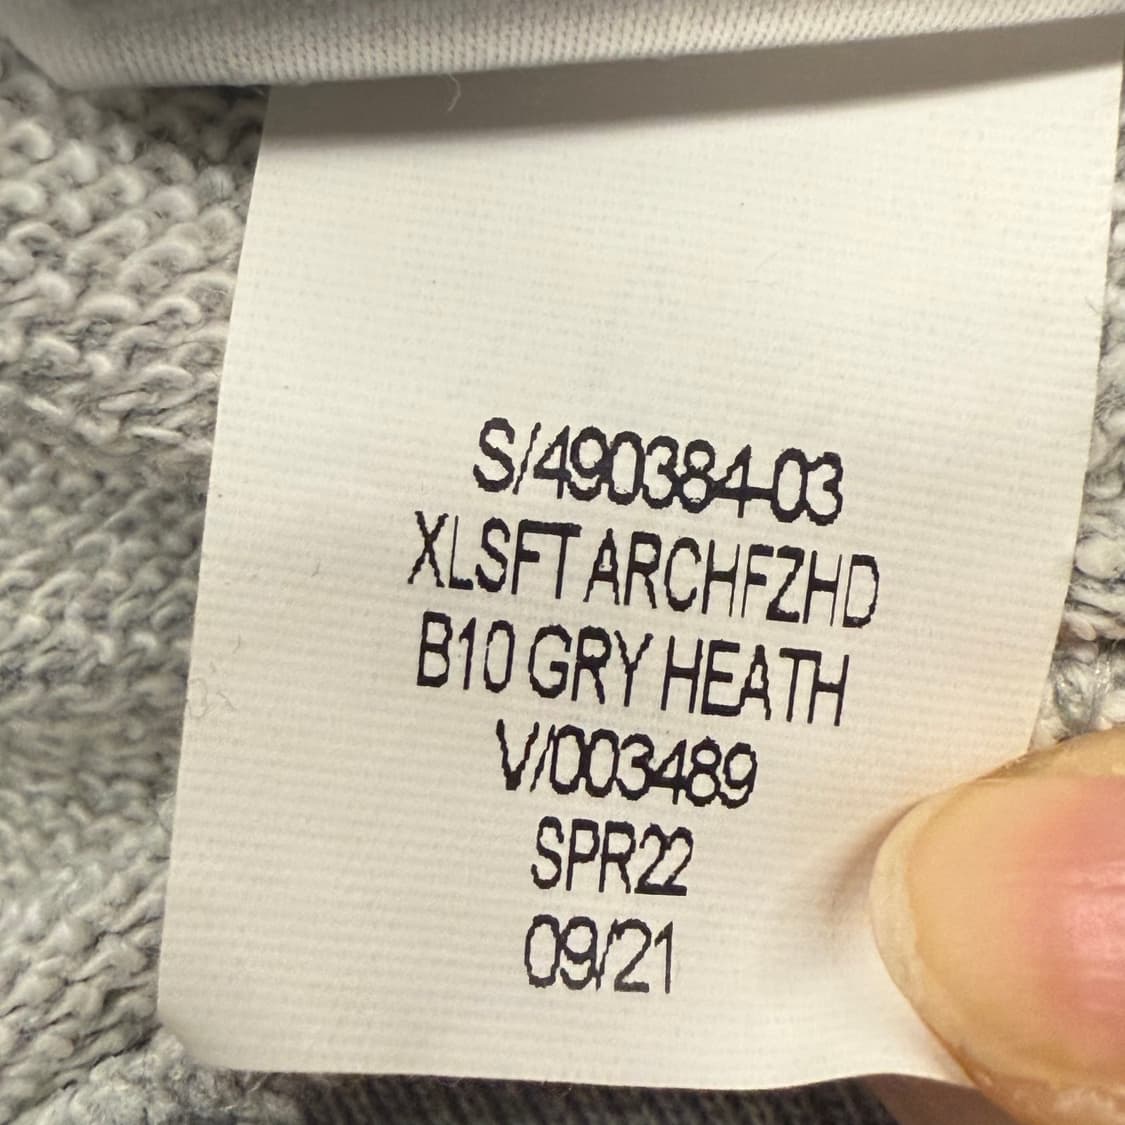 S/490384-03
XLSFT ARCHFZHD
B10 GRY HEATH
V/003489
SPR22
09/21